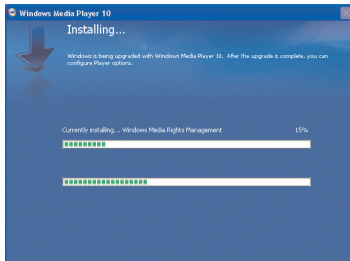 Windows Media Player 10
Installing...
Windows is being upgraded with Windows Media Player 10. After the upgrade is complete, you can
configure Player options.
Currently installing... Windows Media Rights Management 15%